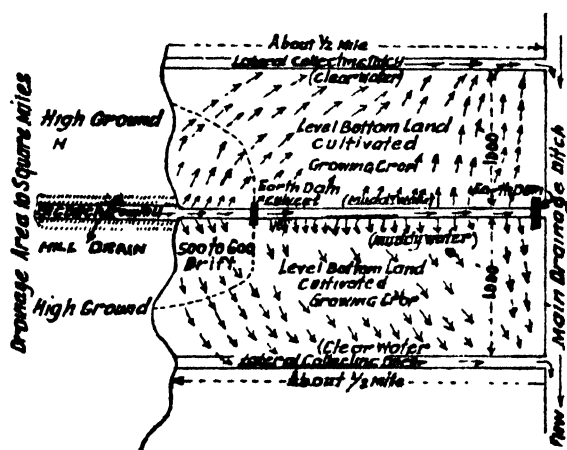 About ½ Mile
Lateral Collecting Ditch
(Clear Water)
High Ground
H
Level Bottom Land
Cultivated
Growing Crop
1000
Earth Dam
Earth Dam
(Muddy Water)
HILL DRAIN
500 TO 600
Drift
(Muddy Water)
Level Bottom Land
Cultivated
Growing Crop
1000
High Ground
(Clear Water
Lateral Collecting
About ½ Mile
Drainage Area 10 Square Miles
Main Drainage Ditch
Flow